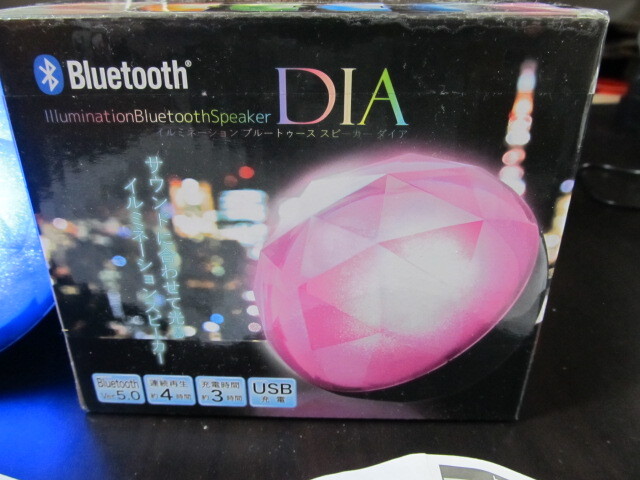 Bluetooth®
DIA
IlluminationBluetoothSpeaker
イルミネーション ブルートゥース スピーカー ダイア
サウンドに合わせて光る
イルミネーションスピーカー
Bluetooth
Ver.5.0
連続再生
約4時間
充電時間
約3時間
USB
充電